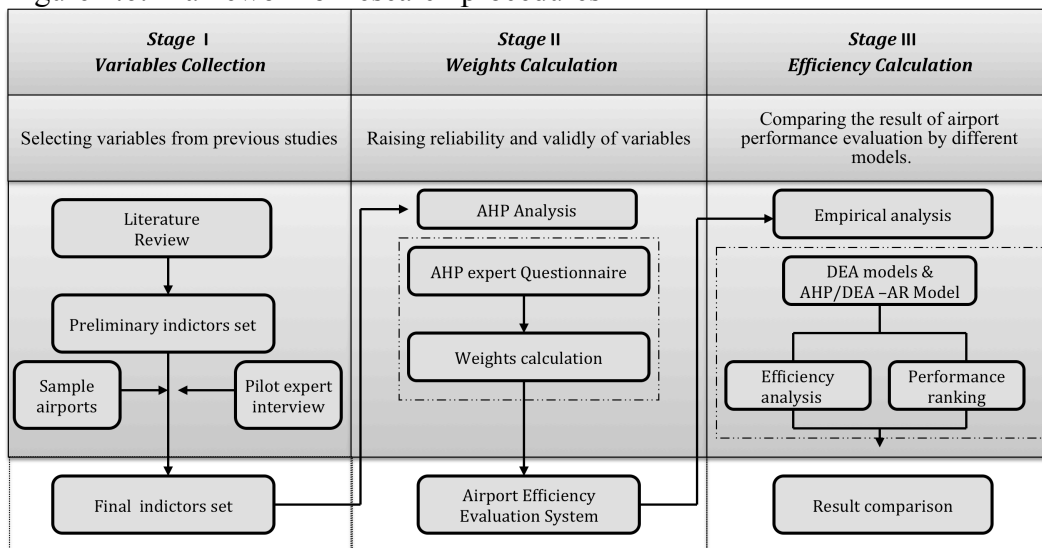 Stage I
Variables Collection
Stage II
Weights Calculation
Stage III
Efficiency Calculation
Selecting variables from previous studies
Raising reliability and validly of variables
Comparing the result of airport
performance evaluation by different
models.
Literature
Review
Preliminary indictors set
Sample
airports
Pilot expert
interview
Final indictors set
AHP Analysis
AHP expert Questionnaire
Weights calculation
Airport Efficiency
Evaluation System
Empirical analysis
DEA models &
AHP/DEA –AR Model
Efficiency
analysis
Performance
ranking
Result comparison